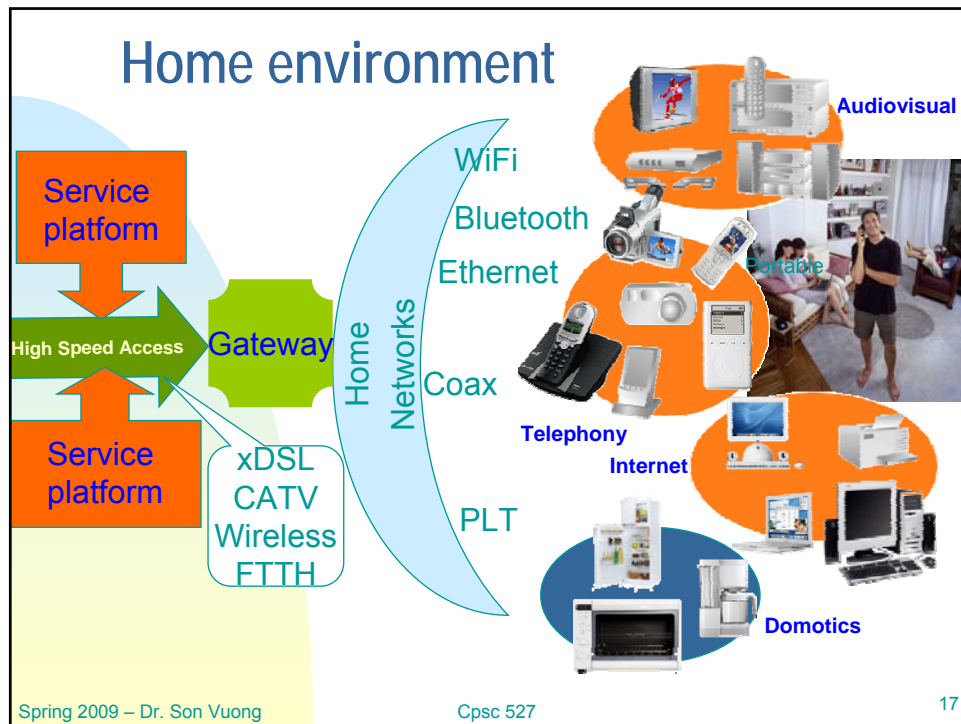 Home environment
Service
platform
High Speed Access
Service
platform
Gateway
xDSL
CATV
Wireless
FTTH
Home
Networks
WiFi
Bluetooth
Ethernet
Coax
PLT
Audiovisual
Portable
Telephony
Internet
Domotics
Spring 2009 – Dr. Son Vuong
Cpsc 527
17